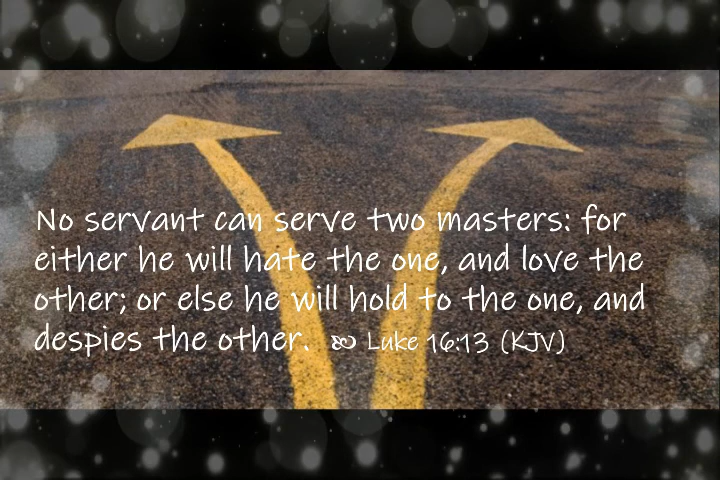 No servant can serve two masters: for
either he will hate the one, and love the
other; or else he will hold to the one, and
despies the other. ∞ Luke 16:13 (KJV)